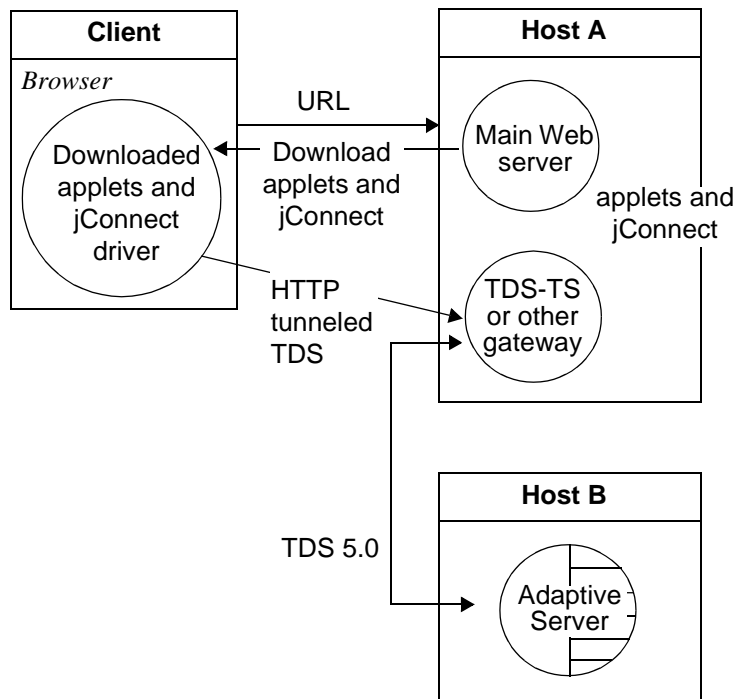 Client
Browser
Downloaded
applets and
jConnect
driver
URL
Download
applets and
jConnect
HTTP
tunneled
TDS
Host A
Main Web
server
applets and
jConnect
TDS-TS
or other
gateway
TDS 5.0
Host B
Adaptive
Server